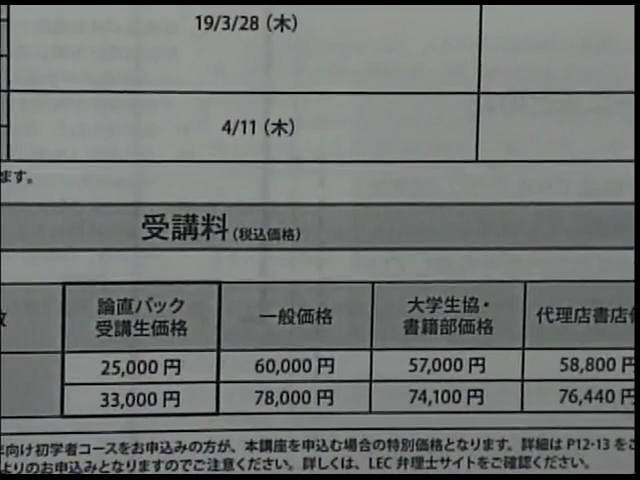 19/3/28（木）
4/11（木）
ます。
受講料（税込価格）
論直パック
受講生価格
一般価格
大学生協・
書籍部価格
代理店書店
25,000 円
60,000 円
57,000円
58,800 円
33,000 円
78,000 円
74,100 円
76,440 円
向け初学者コースをお申込みの方が、本講座を申込む場合の特別価格となります。詳細は P12-13 をご
よりのお申込みとなりますのでご注意ください。詳しくは、LEC 弁理士サイトをご確認ください。